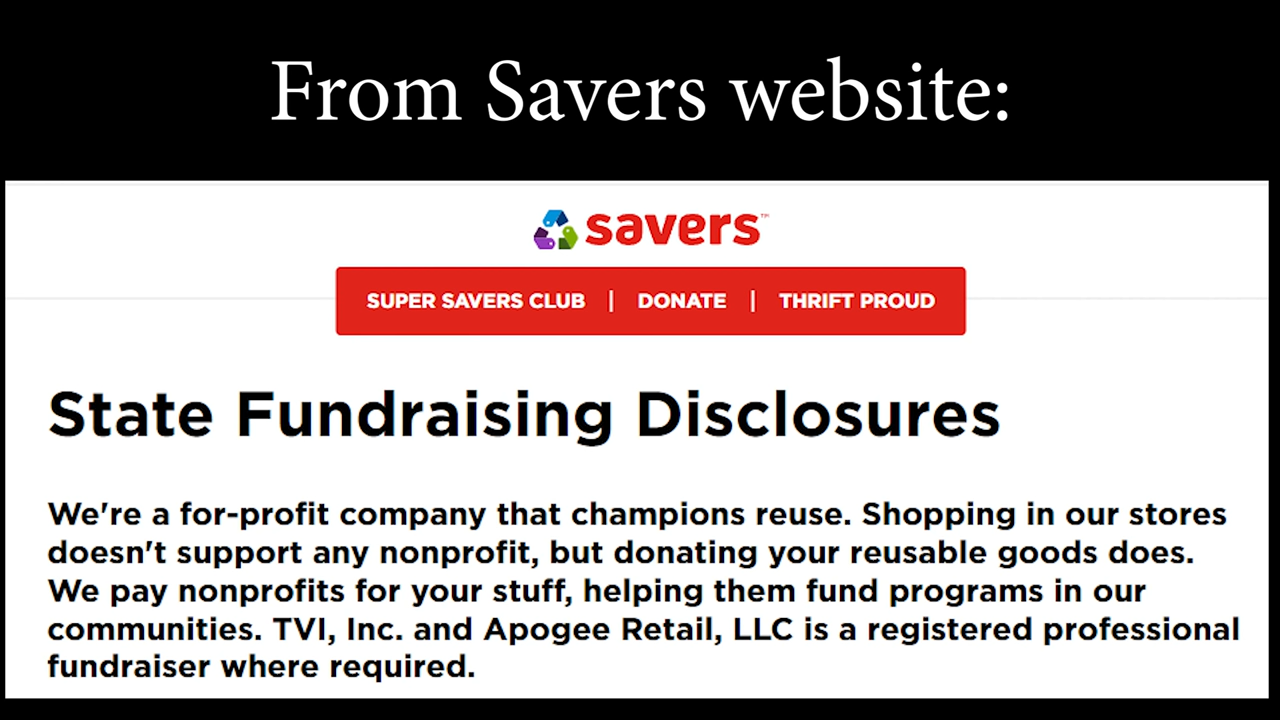 From Savers website:
savers™
SUPER SAVERS CLUB | DONATE | THRIFT PROUD
State Fundraising Disclosures
We're a for-profit company that champions reuse. Shopping in our stores
doesn't support any nonprofit, but donating your reusable goods does.
We pay nonprofits for your stuff, helping them fund programs in our
communities. TVI, Inc. and Apogee Retail, LLC is a registered professional
fundraiser where required.